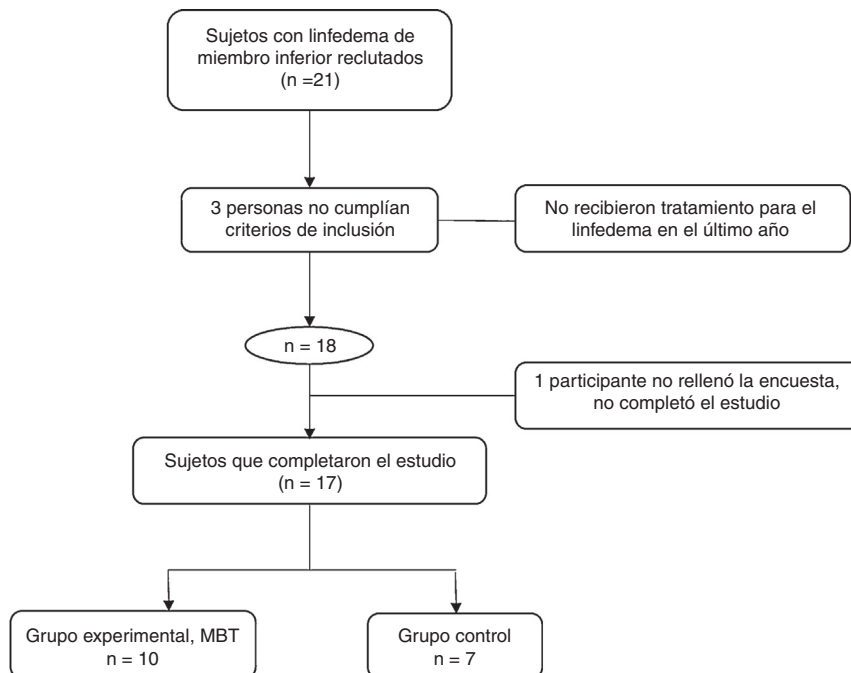 Sujetos con linfedema de
miembro inferior reclutados
(n =21)
3 personas no cumplían
criterios de inclusión
No recibieron tratamiento para el
linfedema en el último año
n = 18
1 participante no rellenó la encuesta,
no completó el estudio
Sujetos que completaron el estudio
(n = 17)
Grupo experimental, MBT
n = 10
Grupo control
n = 7